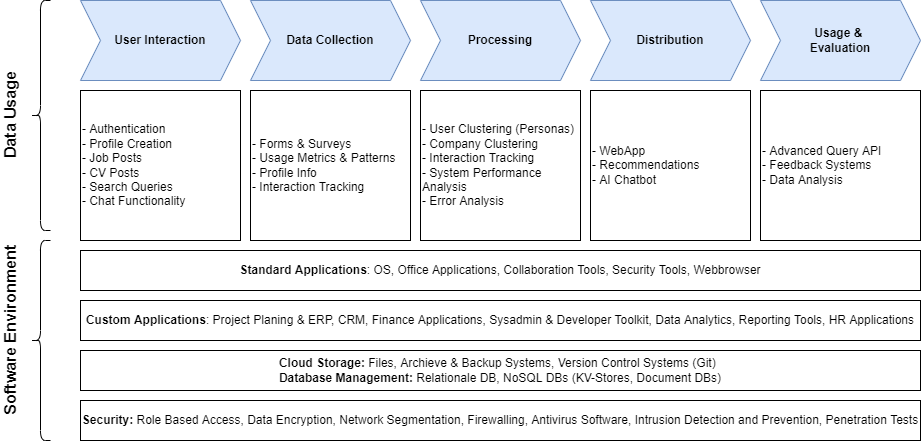 Data Usage
User Interaction
Data Collection
Processing
Distribution
Usage &
Evaluation
- Authentication
- Profile Creation
- Job Posts
- CV Posts
- Search Queries
- Chat Functionality
- Forms & Surveys
- Usage Metrics & Patterns
- Profile Info
- Interaction Tracking
- User Clustering (Personas)
- Company Clustering
- Interaction Tracking
- System Performance
Analysis
- Error Analysis
- WebApp
- Recommendations
- AI Chatbot
- Advanced Query API
- Feedback Systems
- Data Analysis
Software Environment
Standard Applications: OS, Office Applications, Collaboration Tools, Security Tools, Webbrowser
Custom Applications: Project Planing & ERP, CRM, Finance Applications, Sysadmin & Developer Toolkit, Data Analytics, Reporting Tools, HR Applications
Cloud Storage: Files, Archieve & Backup Systems, Version Control Systems (Git)
Database Management: Relationale DB, NoSQL DBs (KV-Stores, Document DBs)
Security: Role Based Access, Data Encryption, Network Segmentation, Firewalling, Antivirus Software, Intrusion Detection and Prevention, Penetration Tests